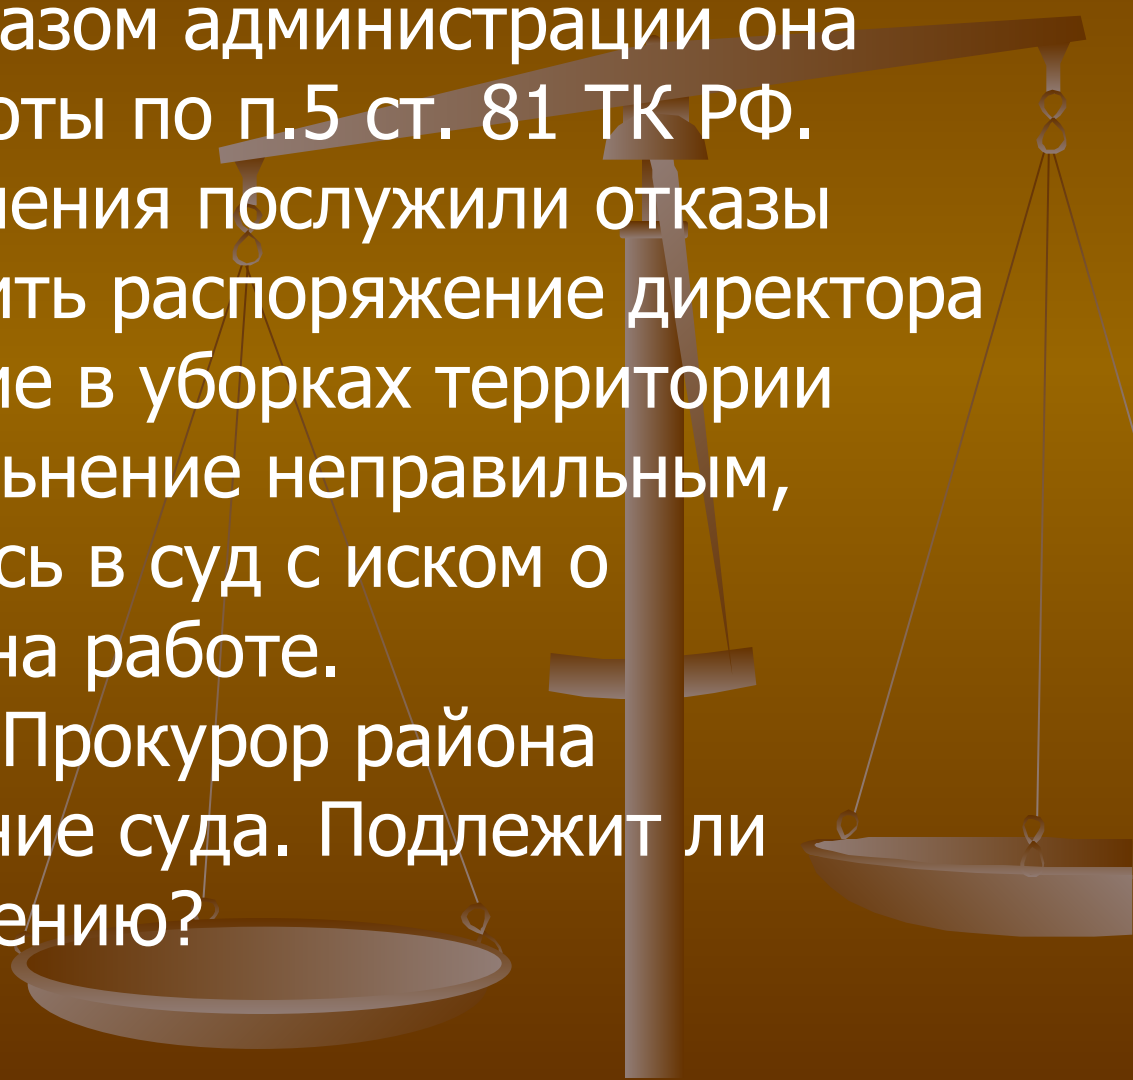 азом администрации она
оты по п.5 ст. 81 ТК РФ.
ения послужили отказы
ить распоряжение директора
ие в уборках территории
ьнение неправильным,
сь в суд с иском о
на работе.
Прокурор района
ние суда. Подлежит ли
ению?